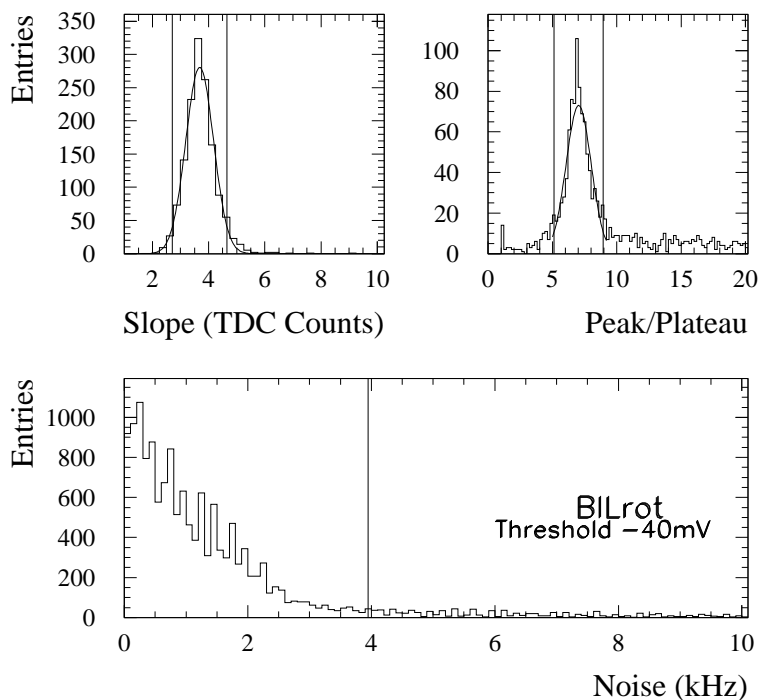 Entries
350
300
250
200
150
100
50
0
2 4 6 8 10
Slope (TDC Counts)
100
80
60
40
20
0
0 5 10 15 20
Peak/Plateau
Entries
1000
800
600
400
200
0
0 2 4 6 8 10
BILrot
Threshold -40mV
Noise (kHz)